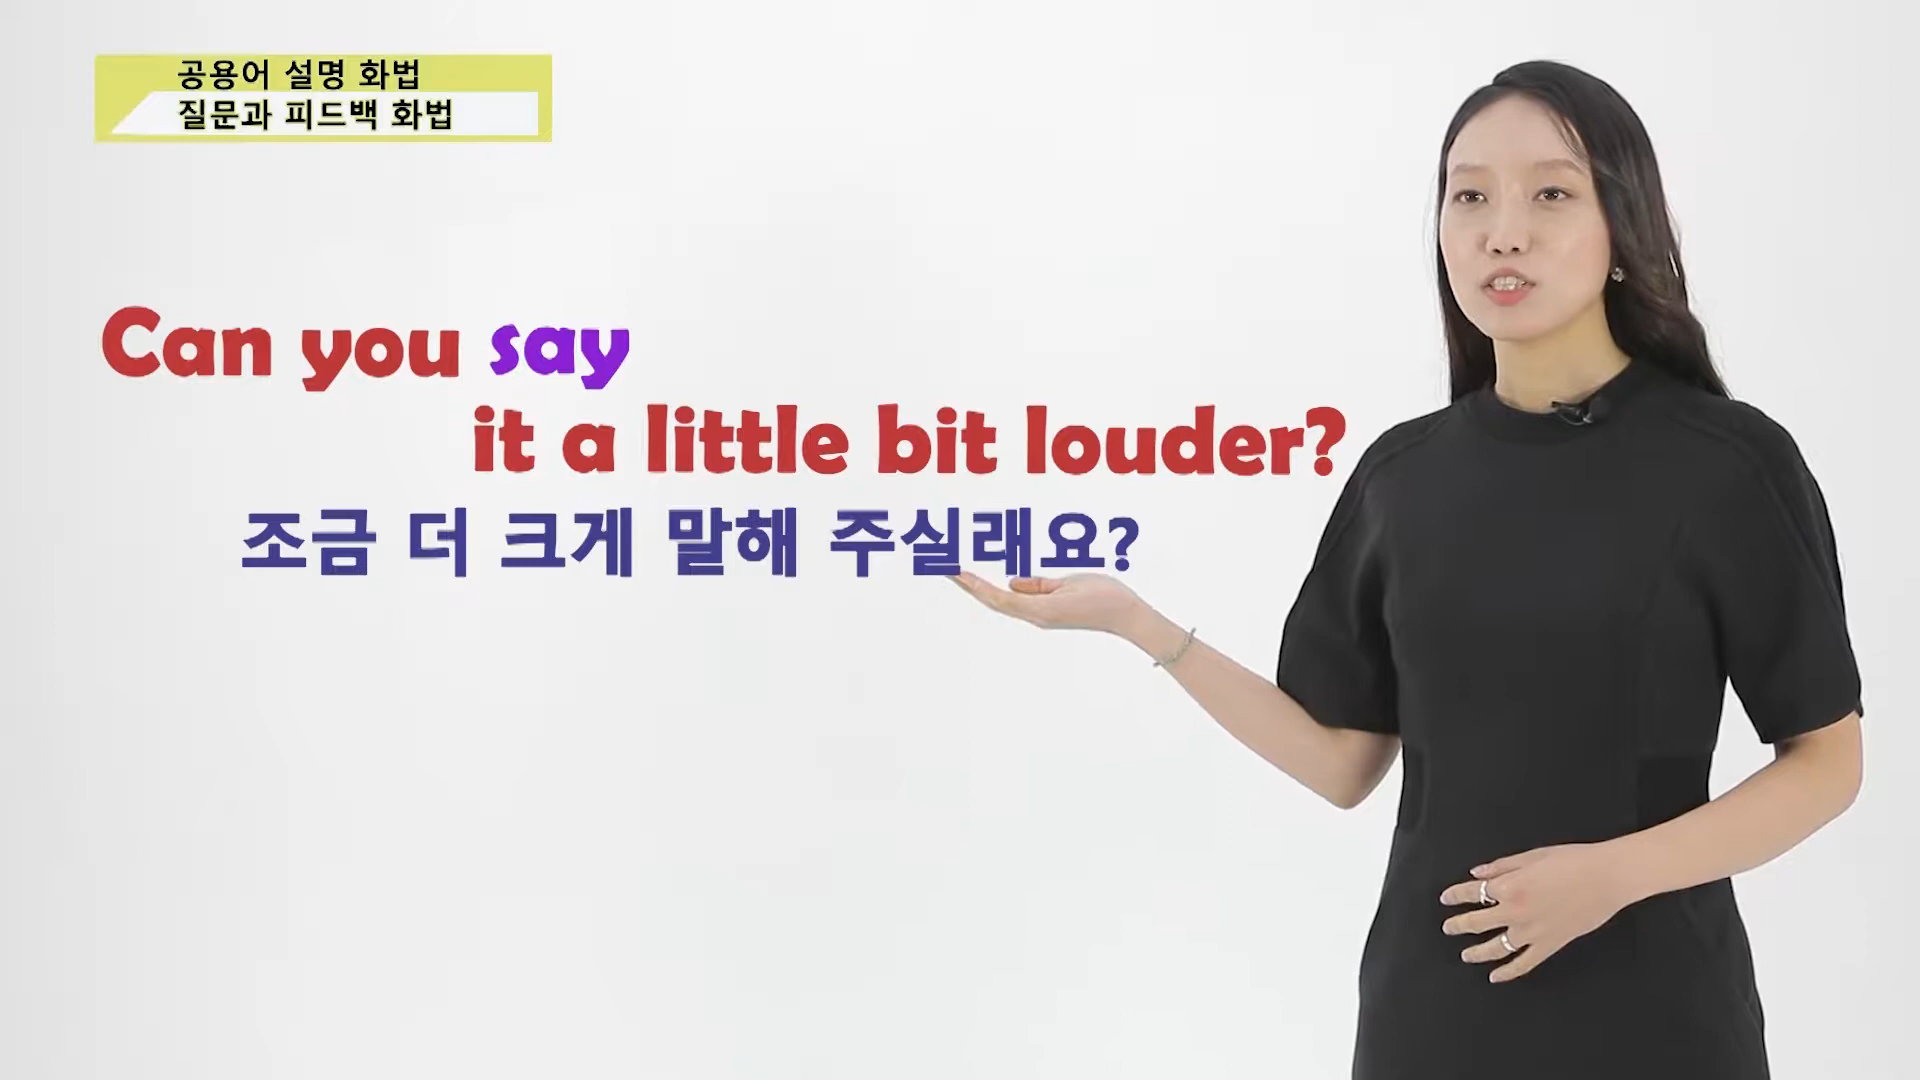 공용어 설명 화법
질문과 피드백 화법
Can you say
it a little bit louder?
조금 더 크게 말해 주실래요?